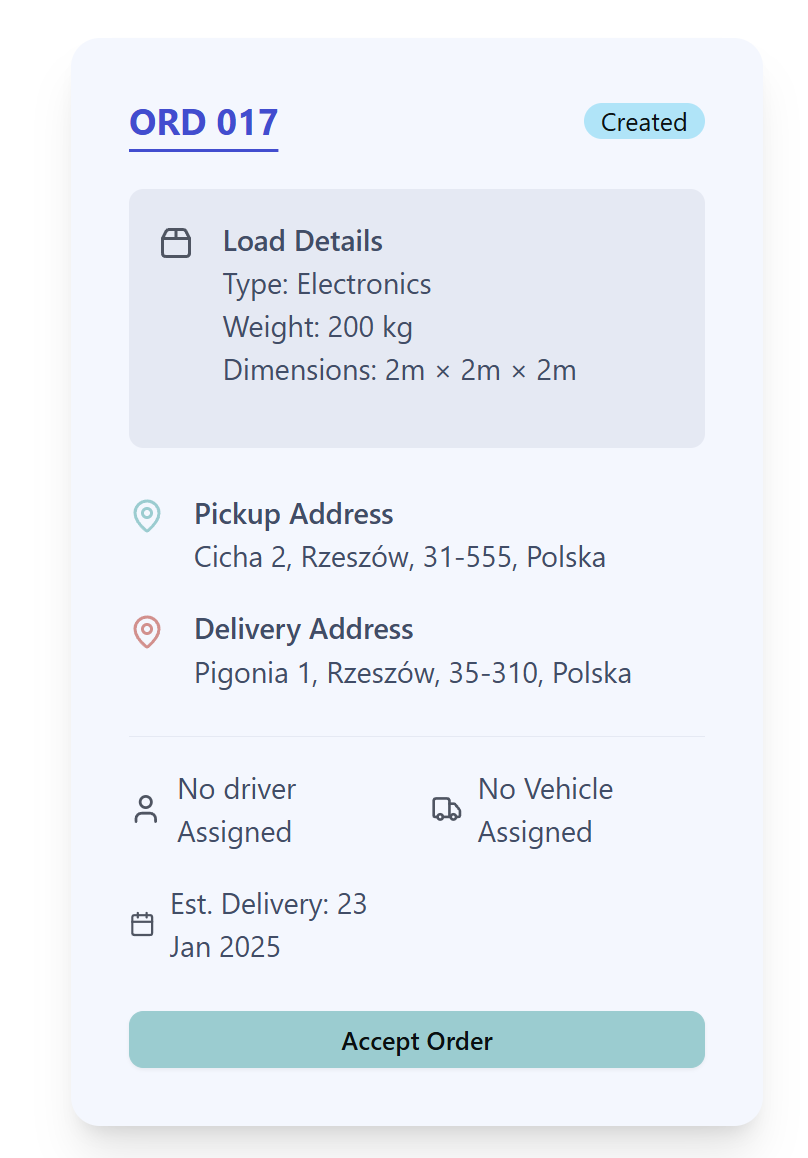 ORD 017
Created
Load Details
Type: Electronics
Weight: 200 kg
Dimensions: 2m × 2m × 2m
Pickup Address
Cicha 2, Rzeszów, 31-555, Polska
Delivery Address
Pigonia 1, Rzeszów, 35-310, Polska
No driver
Assigned
No Vehicle
Assigned
Est. Delivery: 23
Jan 2025
Accept Order